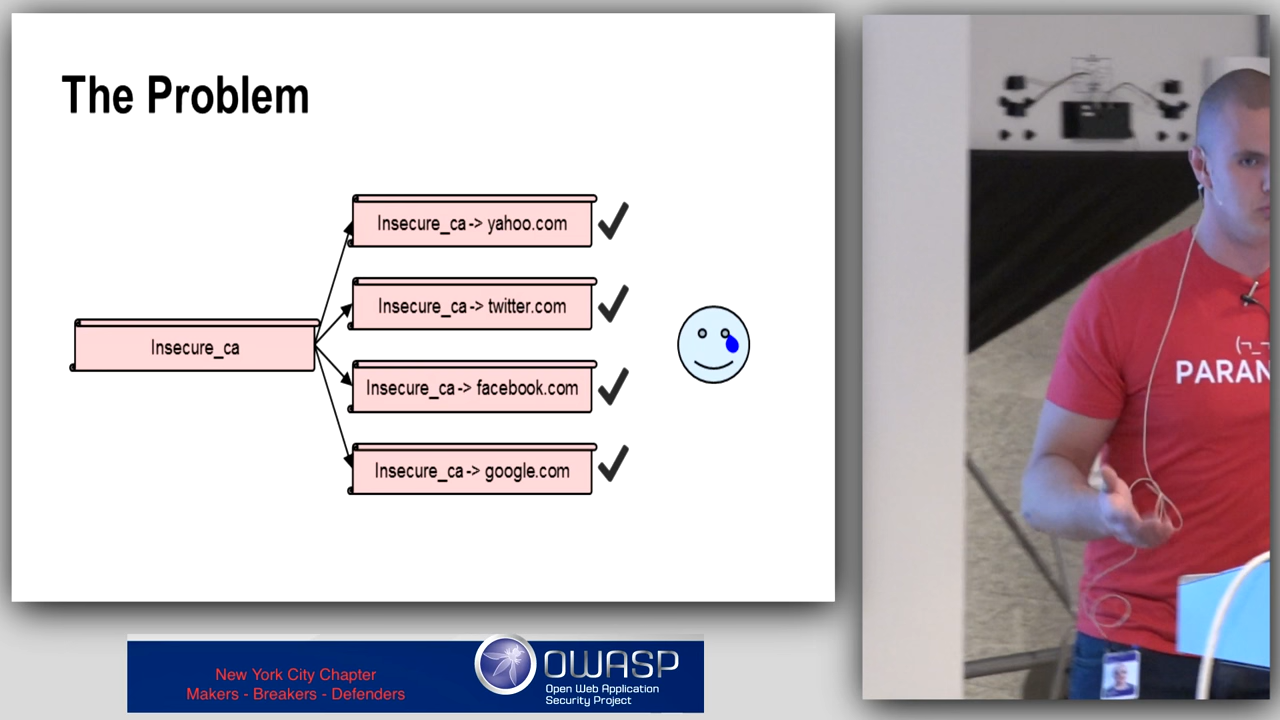 The Problem
Insecure_ca -> yahoo.com
Insecure_ca -> twitter.com
Insecure_ca
Insecure_ca -> facebook.com
Insecure_ca -> google.com
(¬_¬
PARAN
New York City Chapter
Makers - Breakers - Defenders
OWASP
Open Web Application
Security Project